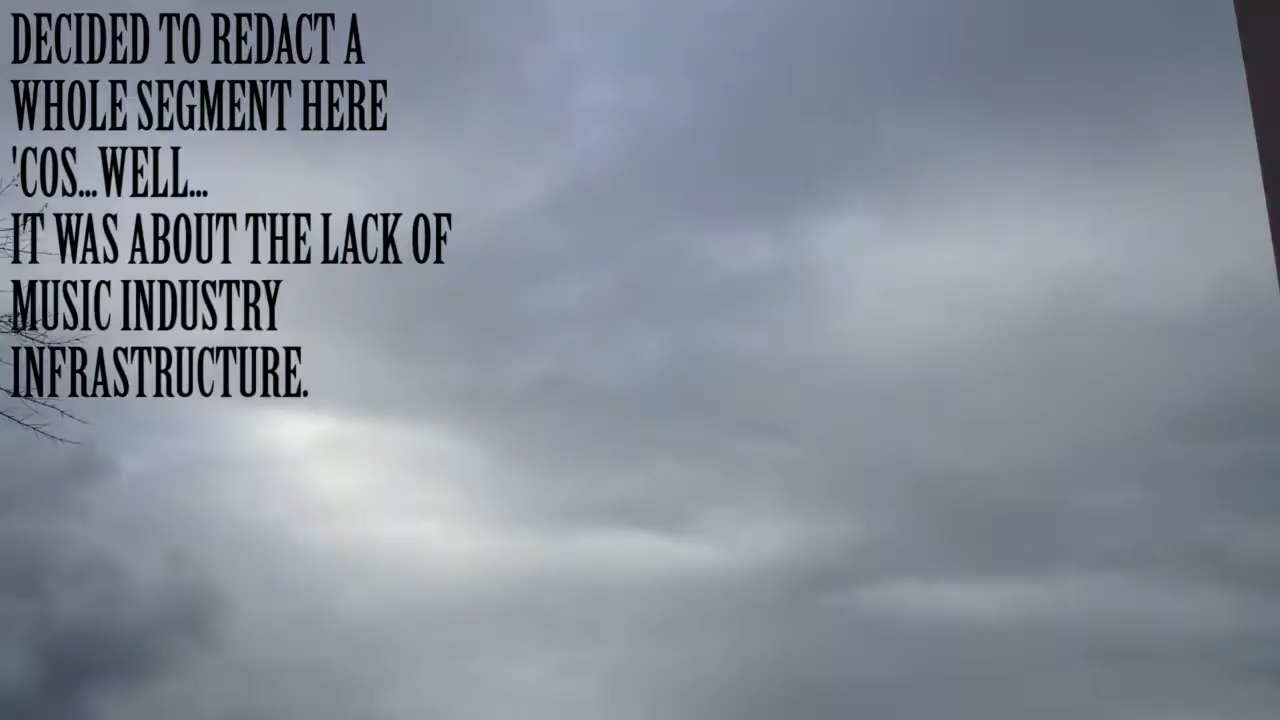 DECIDED TO REDACT A
WHOLE SEGMENT HERE
'COS...WELL...
IT WAS ABOUT THE LACK OF
MUSIC INDUSTRY
INFRASTRUCTURE.